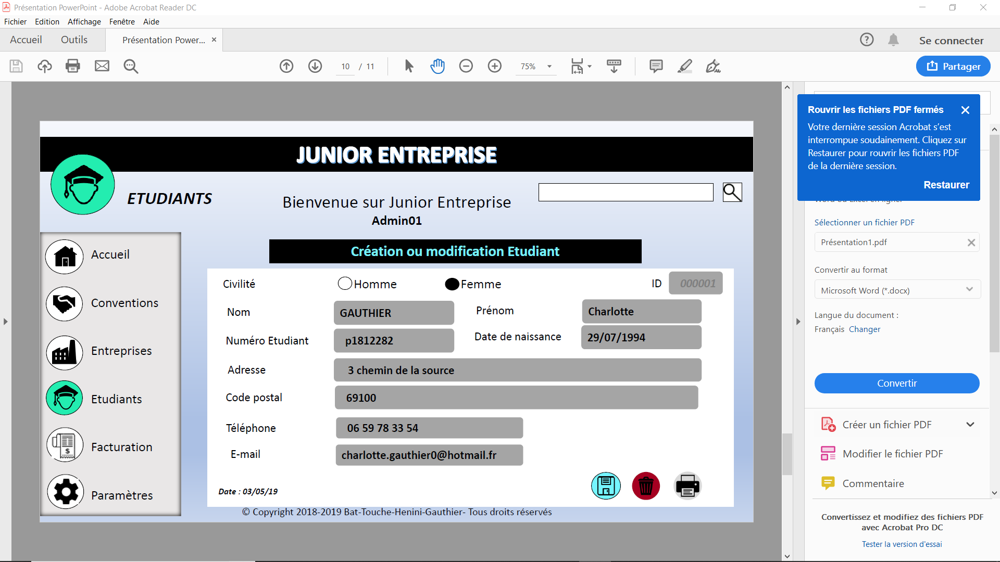 Présentation PowerPoint - Adobe Acrobat Reader DC
Fichier Edition Affichage Fenêtre Aide
Accueil Outils Présentation Power... × Se connecter
10 / 11 75% Partager
Rouvrir les fichiers PDF fermés
Votre dernière session Acrobat s’est
interrompue soudainement. Cliquez sur
Restaurer pour rouvrir les fichiers PDF
de la dernière session.
Restaurer
JUNIOR ENTREPRISE
ETUDIANTS
Bienvenue sur Junior Entreprise
Admin01
Accueil
Conventions
Entreprises
Etudiants
Facturation
Paramètres
Création ou modification Etudiant
Civilité Homme Femme ID 000001
Nom GAUTHIER Prénom Charlotte
Numéro Etudiant p1812282 Date de naissance 29/07/1994
Adresse 3 chemin de la source
Code postal 69100
Téléphone 06 59 78 33 54
E-mail charlotte.gauthier0@hotmail.fr
Date : 03/05/19
© Copyright 2018-2019 Bat-Touche-Henini-Gauthier- Tous droits réservés
Sélectionner un fichier PDF
Présentation1.pdf
Convertir au format
Microsoft Word (*.docx)
Langue du document :
Français Changer
Convertir
Créer un fichier PDF
Modifier le fichier PDF
Commentaire
Convertissez et modifiez des fichiers PDF
avec Acrobat Pro DC
Tester la version d'essai